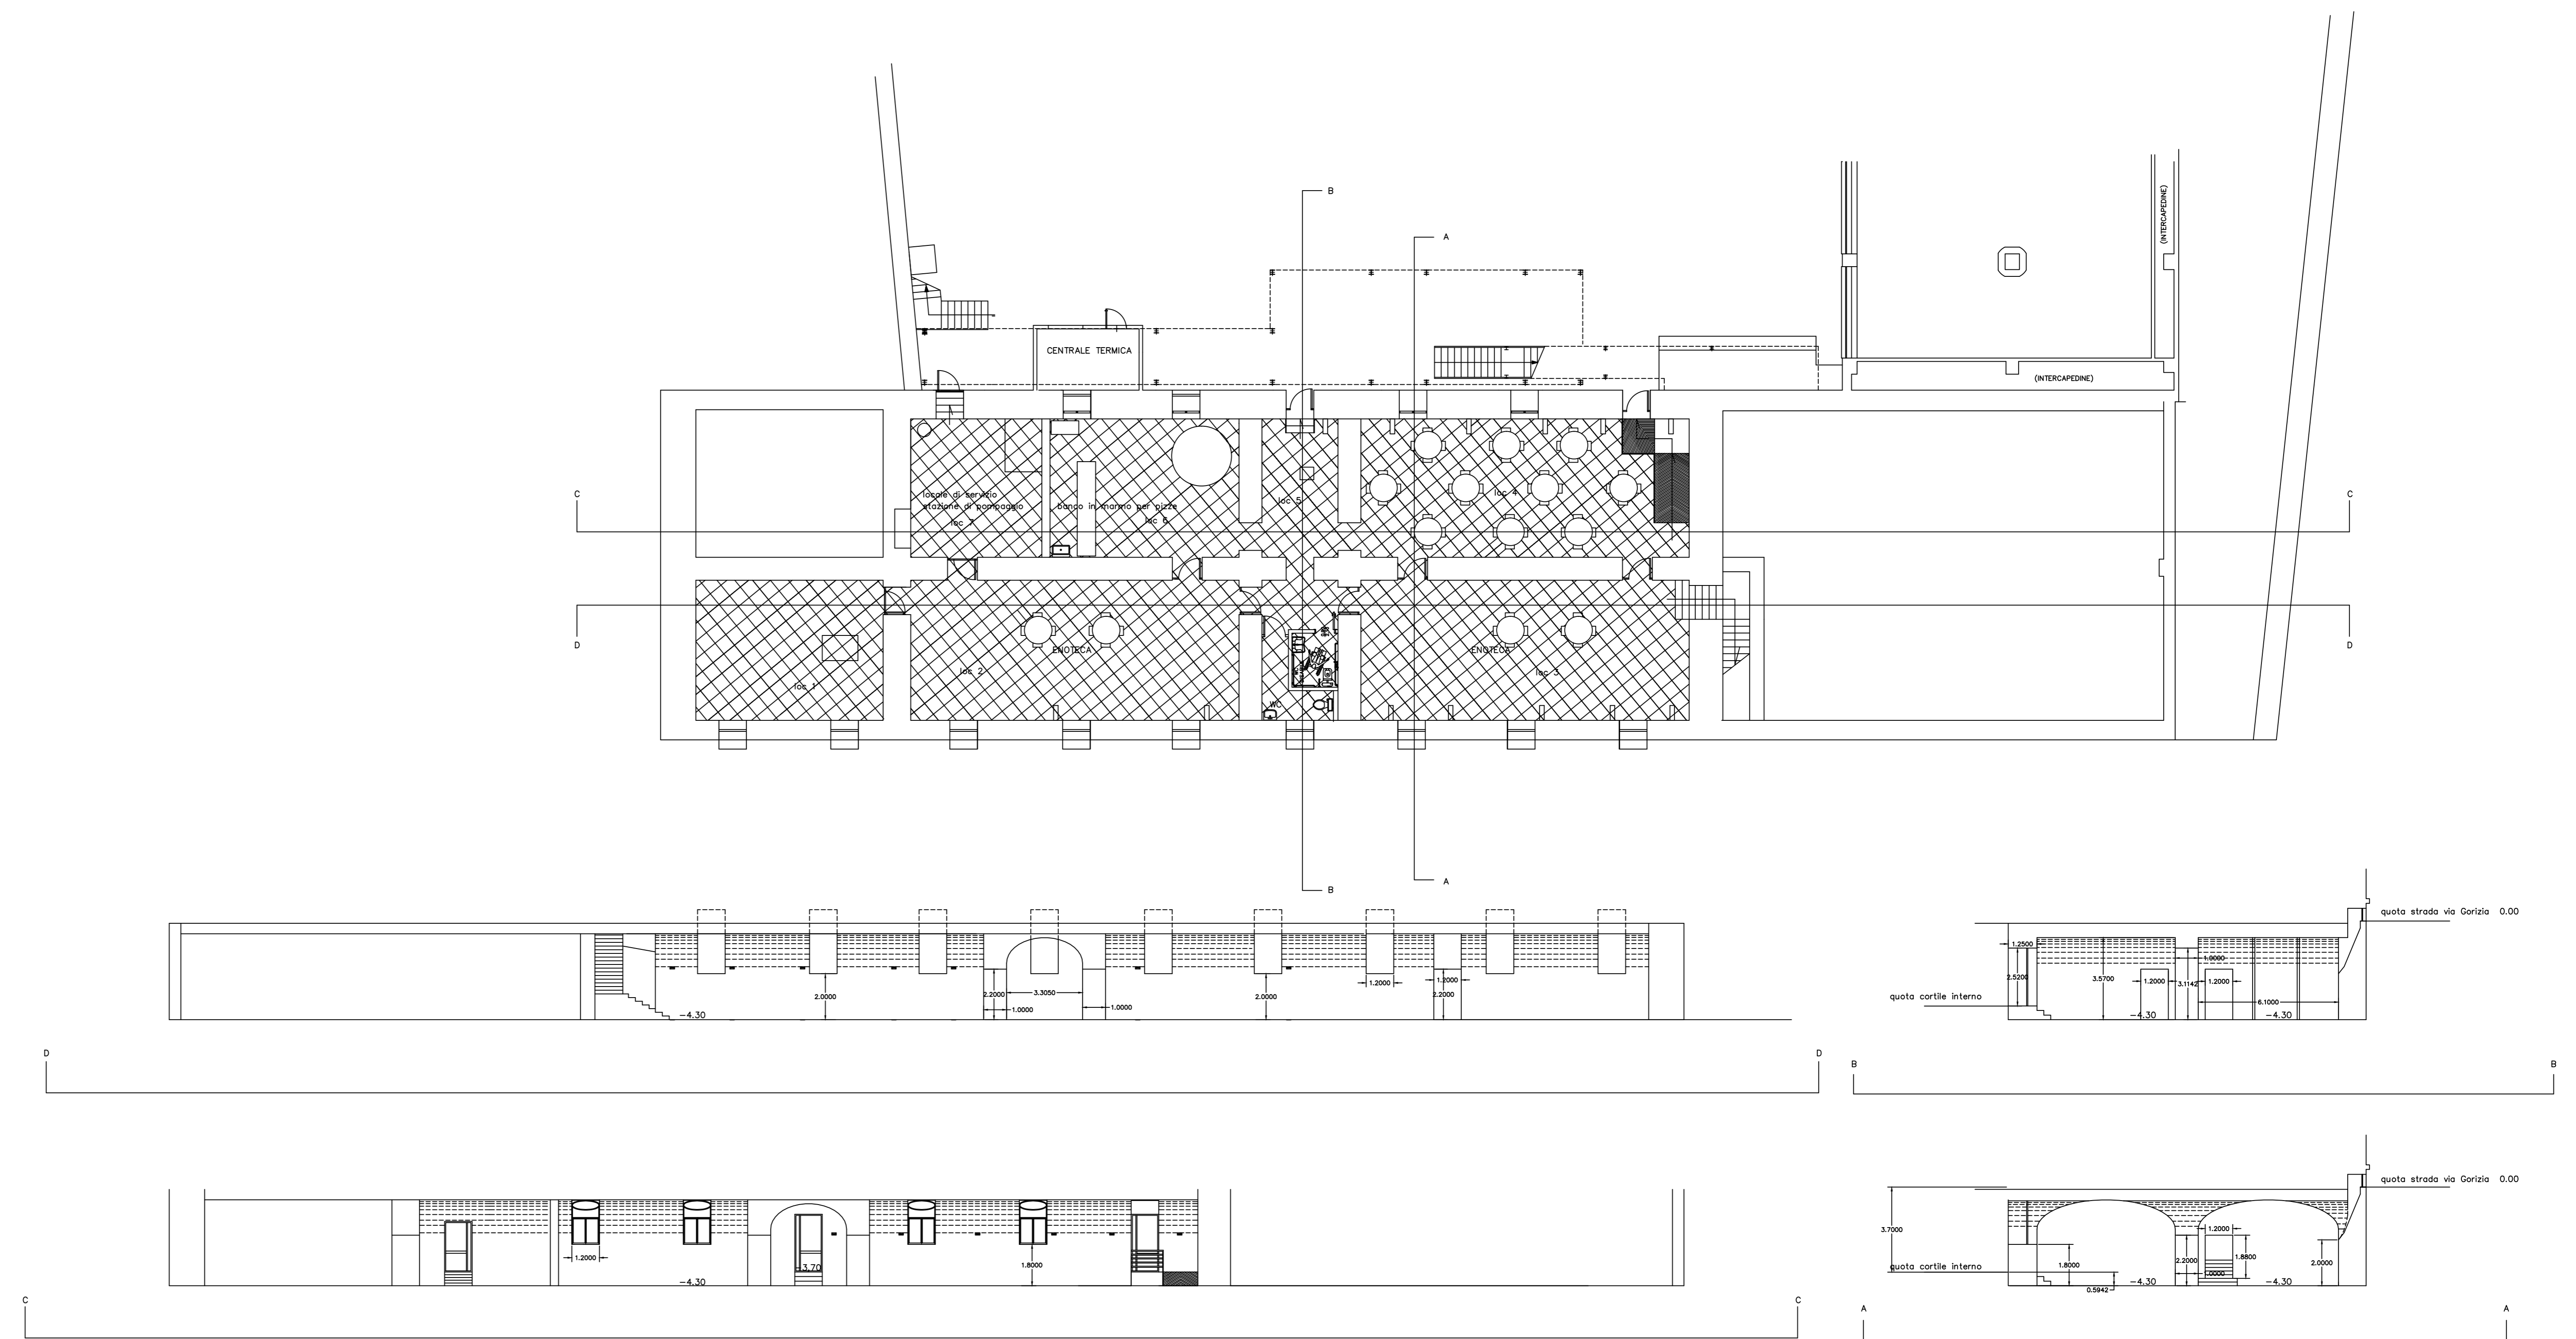 B
A
(INTERCAPEDINE)
CENTRALE TERMICA
(INTERCAPEDINE)
C
C
locale di servizio
stazione di pompaggio
loc 7
banco in marmo per pizze
loc 6
loc 5
loc 4
D
D
ENOTECA
loc 1
loc 2
WC
ENOTECA
loc 3
B
A
2.0000
2.2000
3.3050
1.0000
1.0000
2.0000
1.2000
1.2000
2.2000
-4.30
D
D
quota strada via Gorizia 0.00
1.2500
1.0000
2.5200
3.5700
1.2000
3.1142
1.2000
quota cortile interno
6.1000
-4.30
-4.30
B
B
1.2000
-3.70
1.8000
-4.30
C
C
quota strada via Gorizia 0.00
3.7000
1.2000
1.8800
2.2000
1.8000
2.0000
quota cortile interno
1.0000
-4.30
-4.30
0.5942
A
A